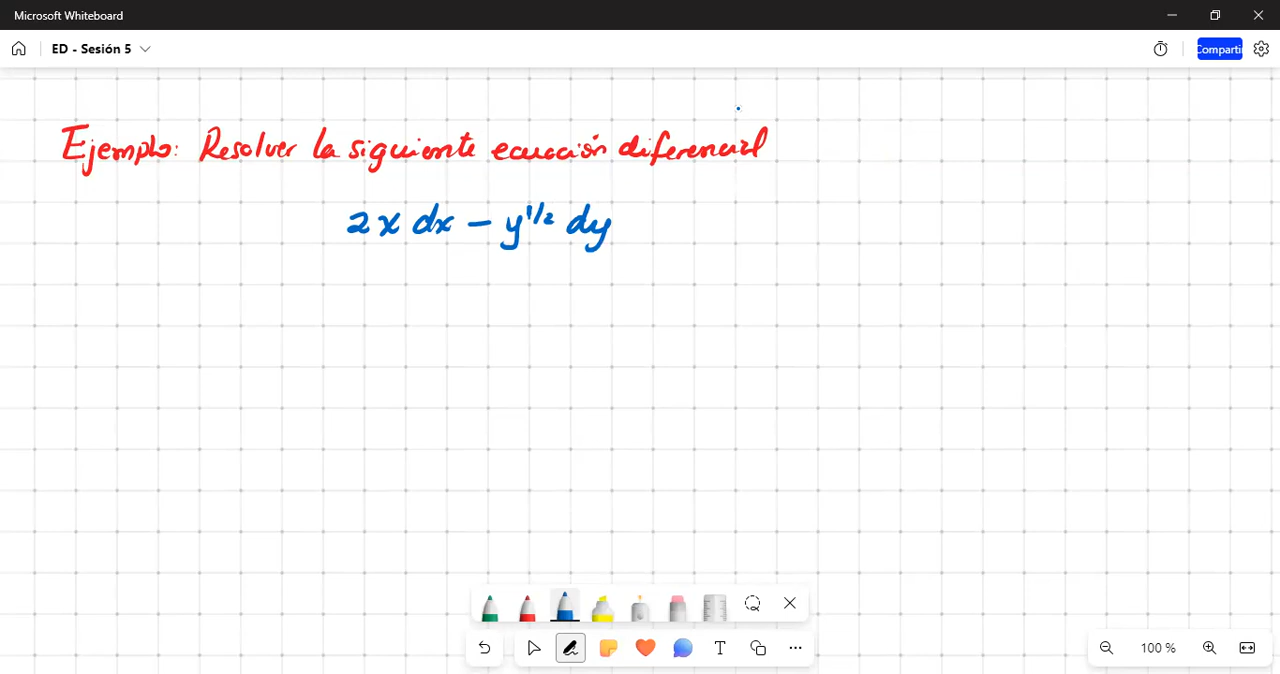 Microsoft Whiteboard
ED - Sesión 5
Compartir
Ejemplo: Resolver la siguiente ecuación diferencial
2x dx - y^1/2 dy
T
100 %